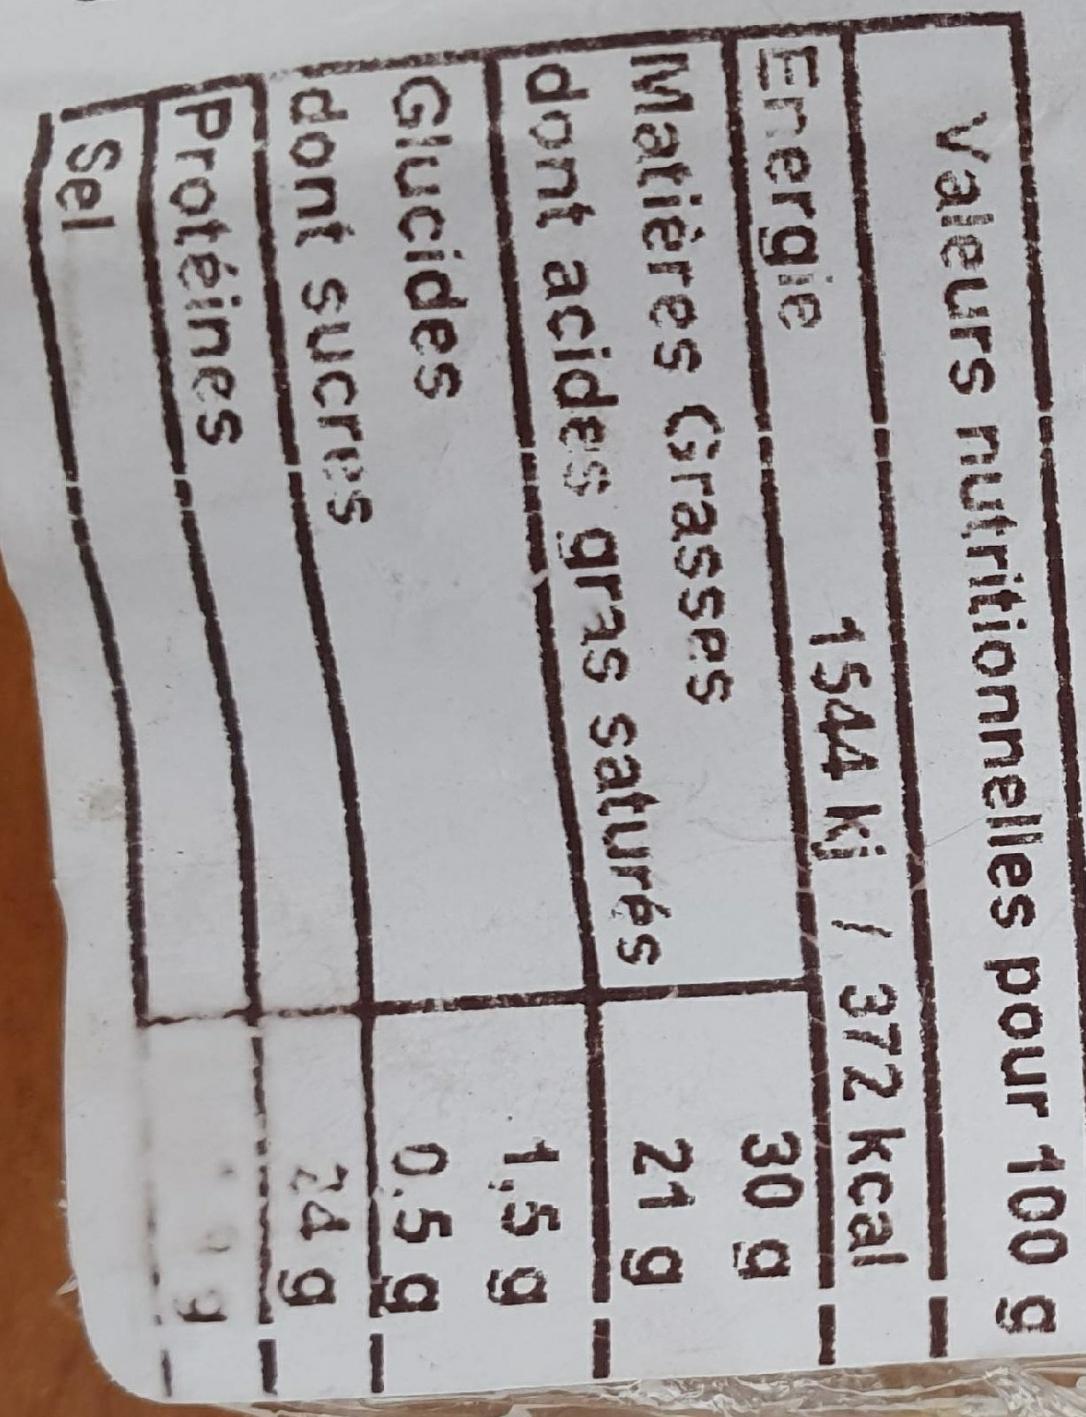 Valeurs nutritionnelles pour 100 g
Energie 1544 kj / 372 kcal
Matières Grasses 30 g
dont acides gras saturés 21 g
Glucides 1,5 g
dont sucres 0,5 g
Protéines 24 g
Sel g